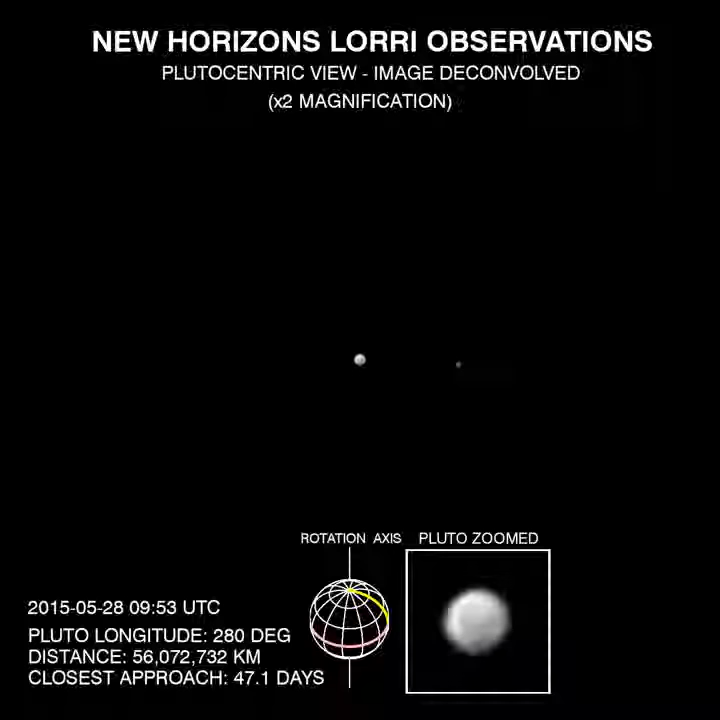 NEW HORIZONS LORRI OBSERVATIONS
PLUTOCENTRIC VIEW - IMAGE DECONVOLVED
(x2 MAGNIFICATION)
ROTATION AXIS
PLUTO ZOOMED
2015-05-28 09:53 UTC
PLUTO LONGITUDE: 280 DEG
DISTANCE: 56,072,732 KM
CLOSEST APPROACH: 47.1 DAYS